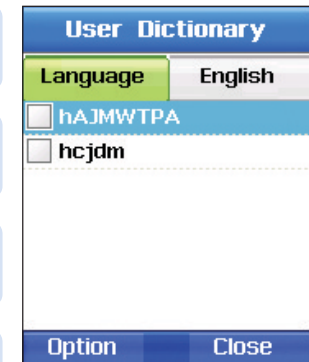 User Dictionary
Language English
hAJMWTPA
hcjdm
Option Close